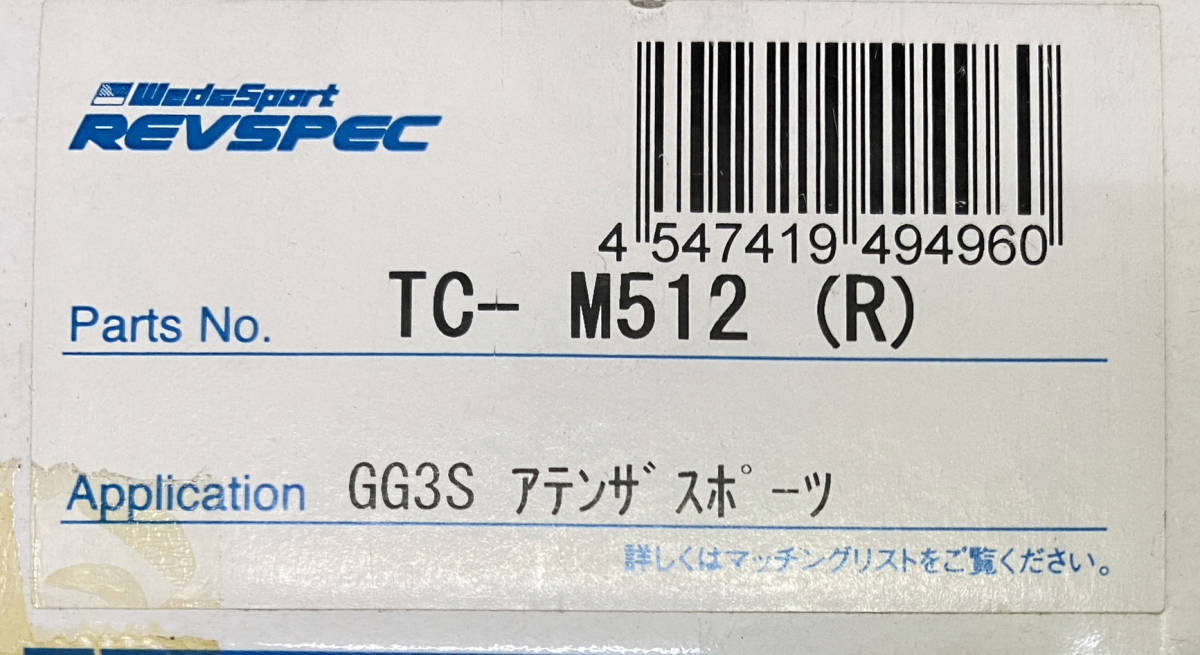 WedsSport
REVSPEC
4 547419 494960
Parts No. TC- M512 (R)
Application GG3S ｱﾃﾝｻﾞｽﾎﾟｰﾂ
詳しくはマッチングリストをご覧ください。